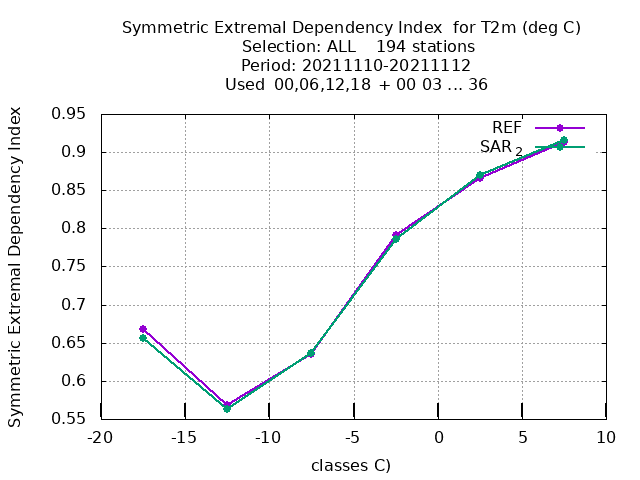 Symmetric Extremal Dependency Index for T2m (deg C)
Selection: ALL 194 stations
Period: 20211110-20211112
Used 00,06,12,18 + 00 03 ... 36
Symmetric Extremal Dependency Index
0.95
0.9
0.85
0.8
0.75
0.7
0.65
0.6
0.55
REF
SAR 2
-20 -15 -10 -5 0 5 10
classes C)